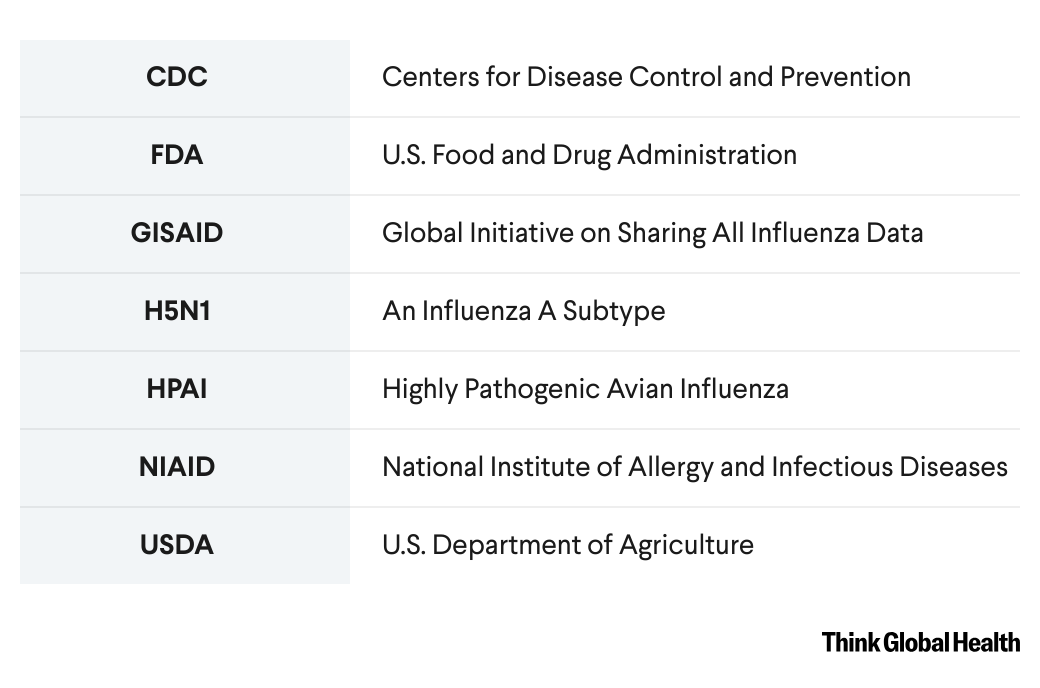 CDC Centers for Disease Control and Prevention
FDA U.S. Food and Drug Administration
GISAID Global Initiative on Sharing All Influenza Data
H5N1 An Influenza A Subtype
HPAI Highly Pathogenic Avian Influenza
NIAID National Institute of Allergy and Infectious Diseases
USDA U.S. Department of Agriculture
Think Global Health